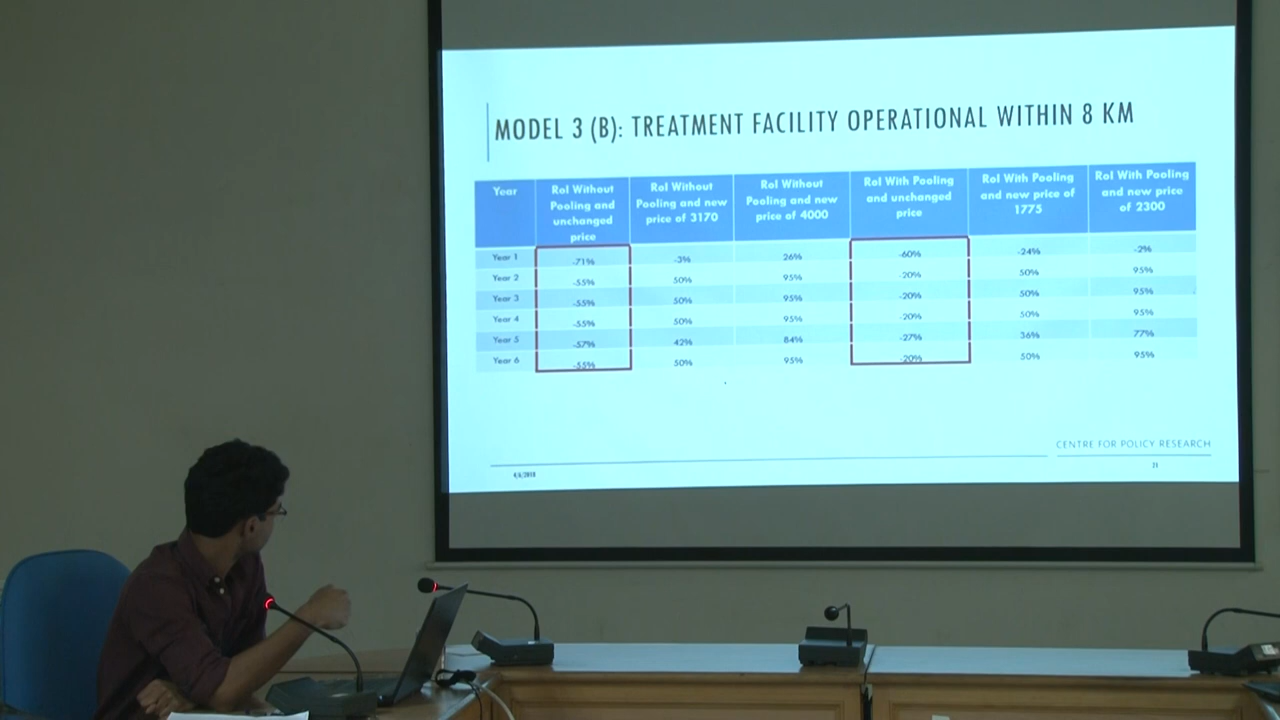 MODEL 3 (B): TREATMENT FACILITY OPERATIONAL WITHIN 8 KM
Year RoI Without Pooling and unchanged price RoI Without Pooling and new price of 3170 RoI Without Pooling and new price of 4000 RoI With Pooling and unchanged price RoI With Pooling and new price of 1775 RoI With Pooling and new price of 2300
Year 1 -71% -3% 26% -60% -24% -2%
Year 2 -55% 50% 95% -20% 50% 95%
Year 3 -55% 50% 95% -20% 50% 95%
Year 4 -55% 50% 95% -20% 50% 95%
Year 5 -57% 42% 84% -27% 36% 77%
Year 6 -55% 50% 95% -20% 50% 95%
CENTRE FOR POLICY RESEARCH
4/6/2018 21